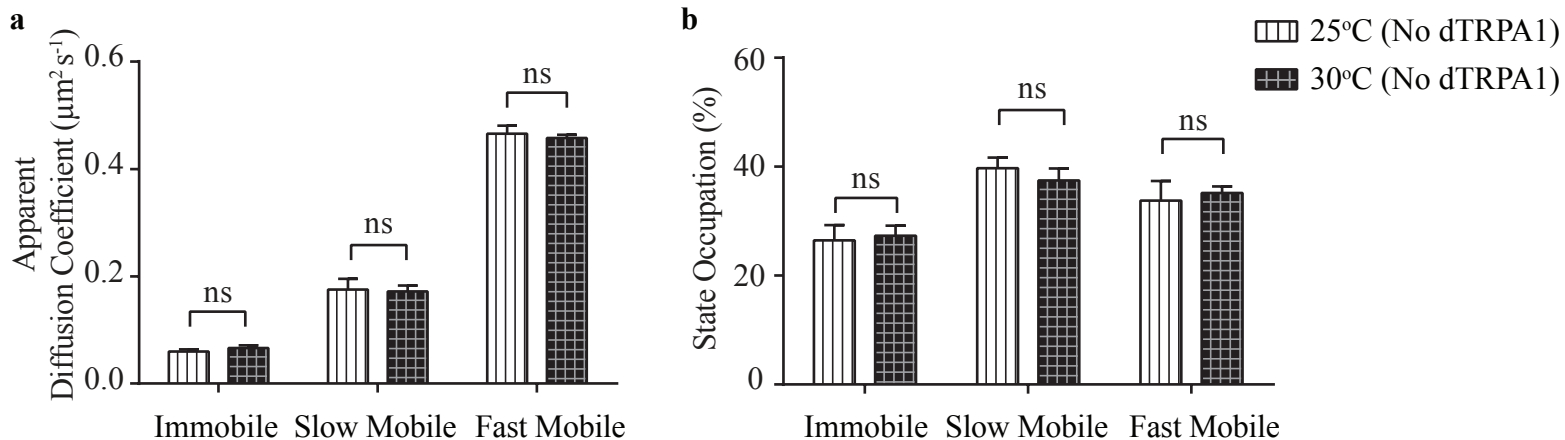 a
Apparent
Diffusion Coefficient (μm² s⁻¹)
0.6
0.4
0.2
0.0
ns
ns
ns
Immobile
Slow Mobile
Fast Mobile
b
State Occupation (%)
60
40
20
0
ns
ns
ns
Immobile
Slow Mobile
Fast Mobile
25°C (No dTRPA1)
30°C (No dTRPA1)